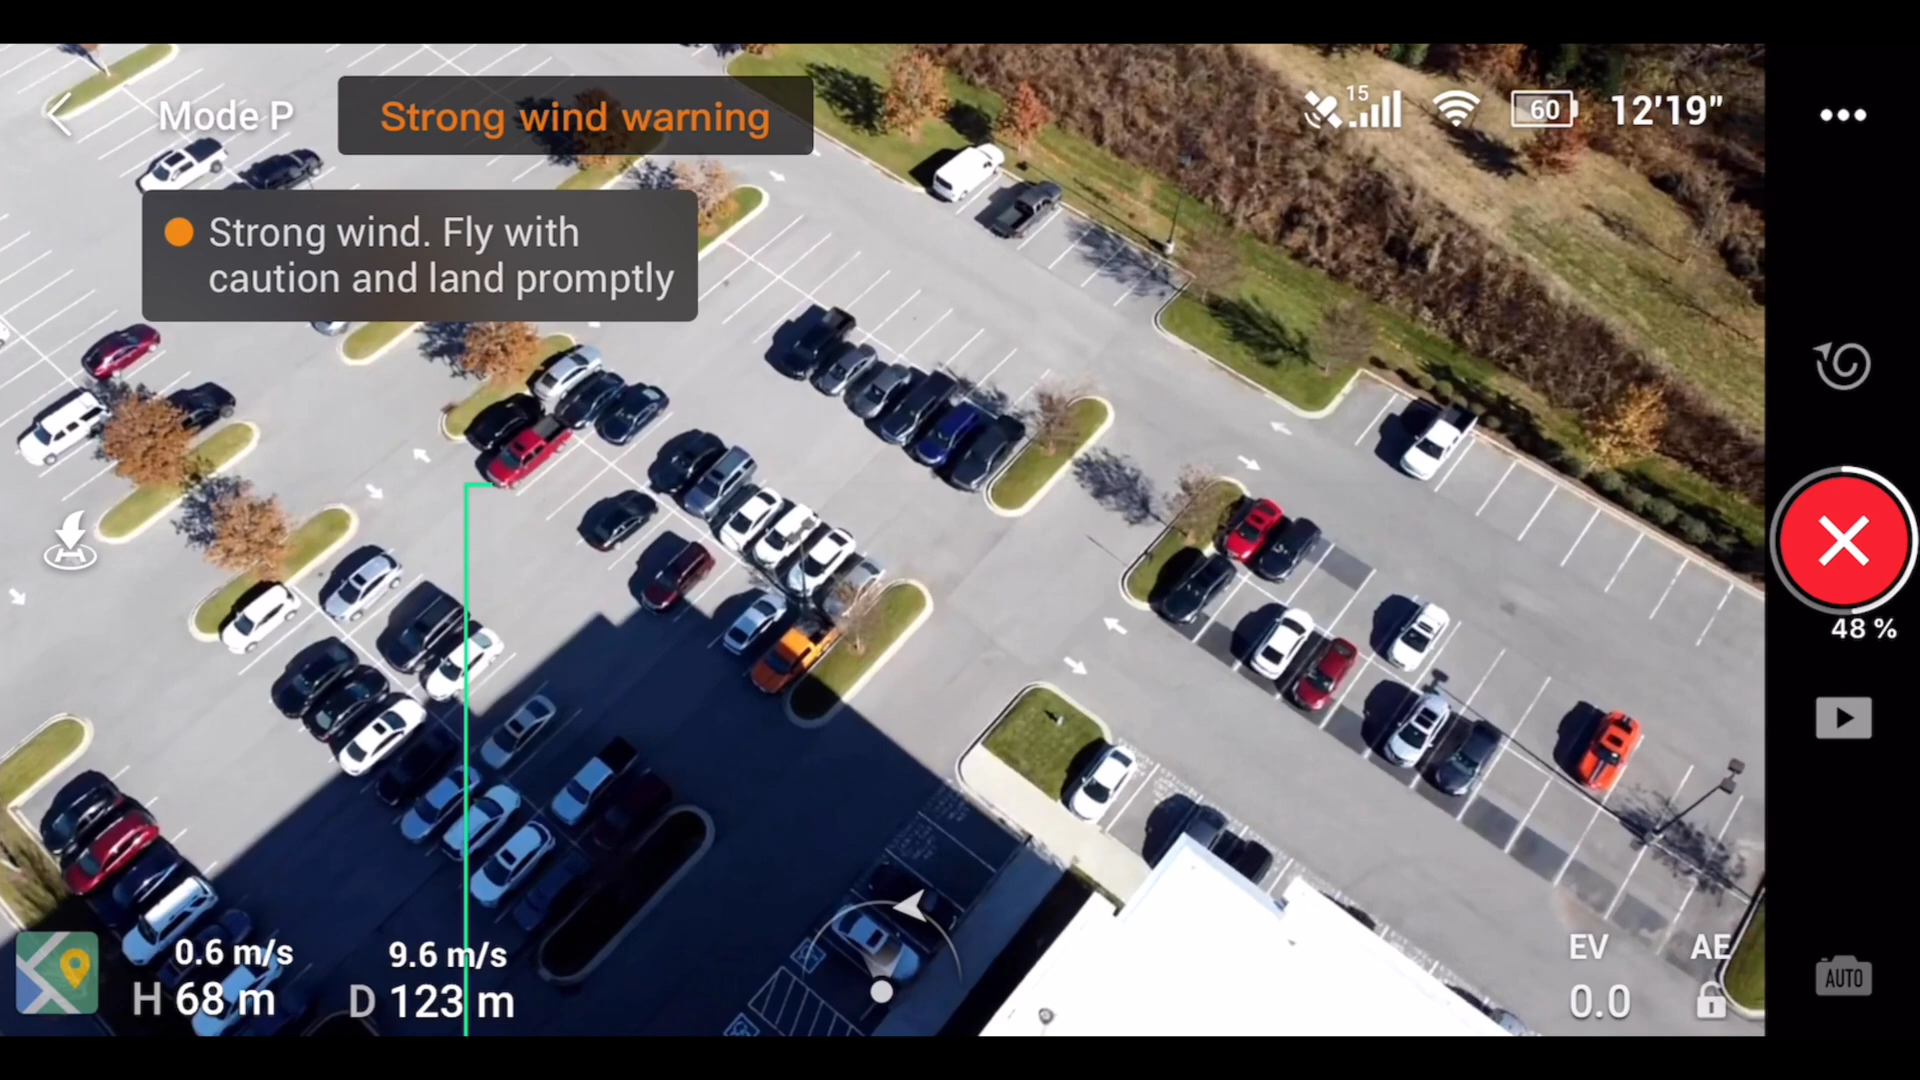 Mode P
Strong wind warning
15
60
12'19"
Strong wind. Fly with
caution and land promptly
48 %
0.6 m/s
9.6 m/s
H 68 m
D 123 m
EV
AE
0.0
AUTO